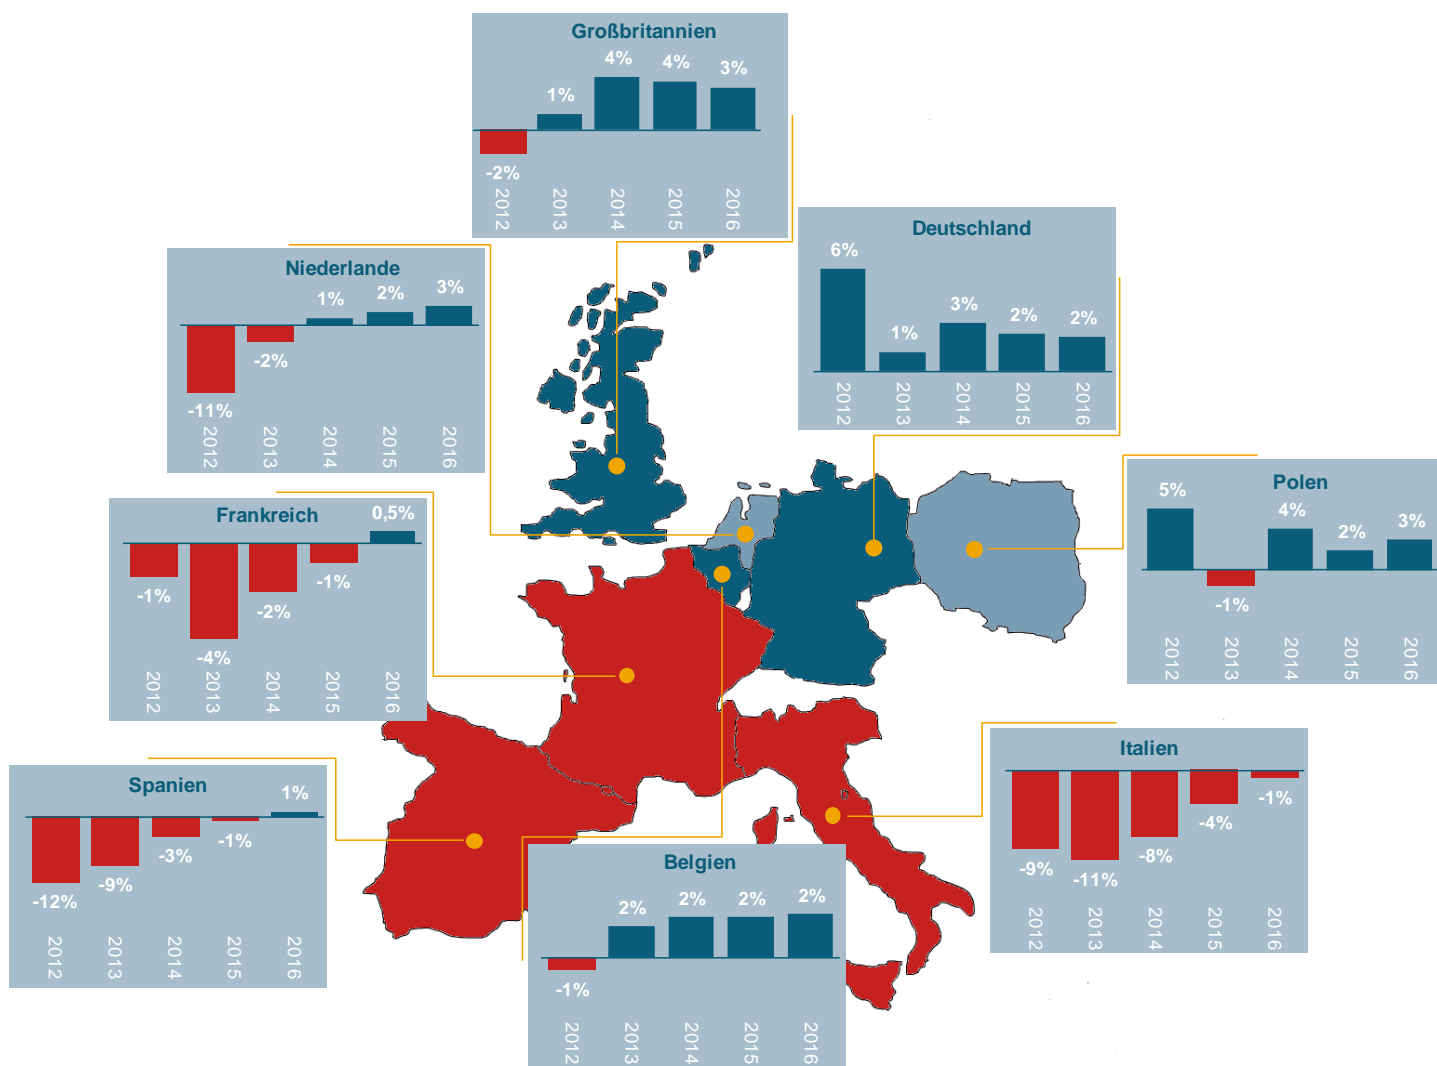 Großbritannien
4% 4% 3%
1%
-2%
2012 2013 2014 2015 2016
Deutschland
6%
1%
3%
2% 2%
2012 2013 2014 2015 2016
Niederlande
1% 2% 3%
-2%
-11%
2012 2013 2014 2015 2016
Polen
5%
4%
2%
3%
-1%
2012 2013 2014 2015 2016
Frankreich
0,5%
-1%
-4%
-2%
-1%
2012 2013 2014 2015 2016
Italien
-9%
-11%
-8%
-4%
-1%
2012 2013 2014 2015 2016
Spanien
1%
-12%
-9%
-3%
-1%
2012 2013 2014 2015 2016
Belgien
2% 2% 2% 2%
-1%
2012 2013 2014 2015 2016